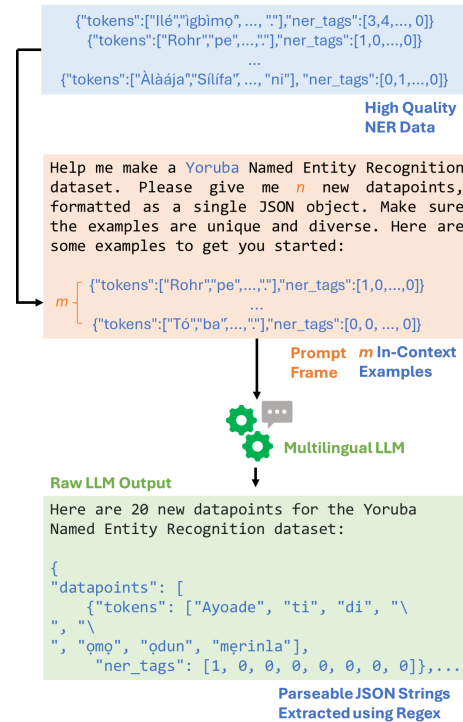 {"tokens":["Ilé","ìgbìmọ̀", ..., "."],"ner_tags":[3,4,..., 0]}
{"tokens":["Rohr","pe",...,"."],"ner_tags":[1,0,...,0]}
...
{"tokens":["Àlàája","Sílífa", ..., "ni"], "ner_tags":[0,1,...,0]}
High Quality
NER Data
Help me make a Yoruba Named Entity Recognition
dataset. Please give me n new datapoints,
formatted as a single JSON object. Make sure
the examples are unique and diverse. Here are
some examples to get you started:
{"tokens":["Rohr","pe",...,"."],"ner_tags":[1,0,...,0]}
m
...
{"tokens":["Tó","ba",...,"."],"ner_tags":[0, 0, ..., 0]}
Prompt
Frame
m In-Context
Examples
Multilingual LLM
Raw LLM Output
Here are 20 new datapoints for the Yoruba
Named Entity Recognition dataset:
{
"datapoints": [
{"tokens": ["Ayoade", "ti", "di", "\
", "\
", "ọmọ", "ọdun", "mẹrinla"],
"ner_tags": [1, 0, 0, 0, 0, 0, 0, 0]},...
Parseable JSON Strings
Extracted using Regex